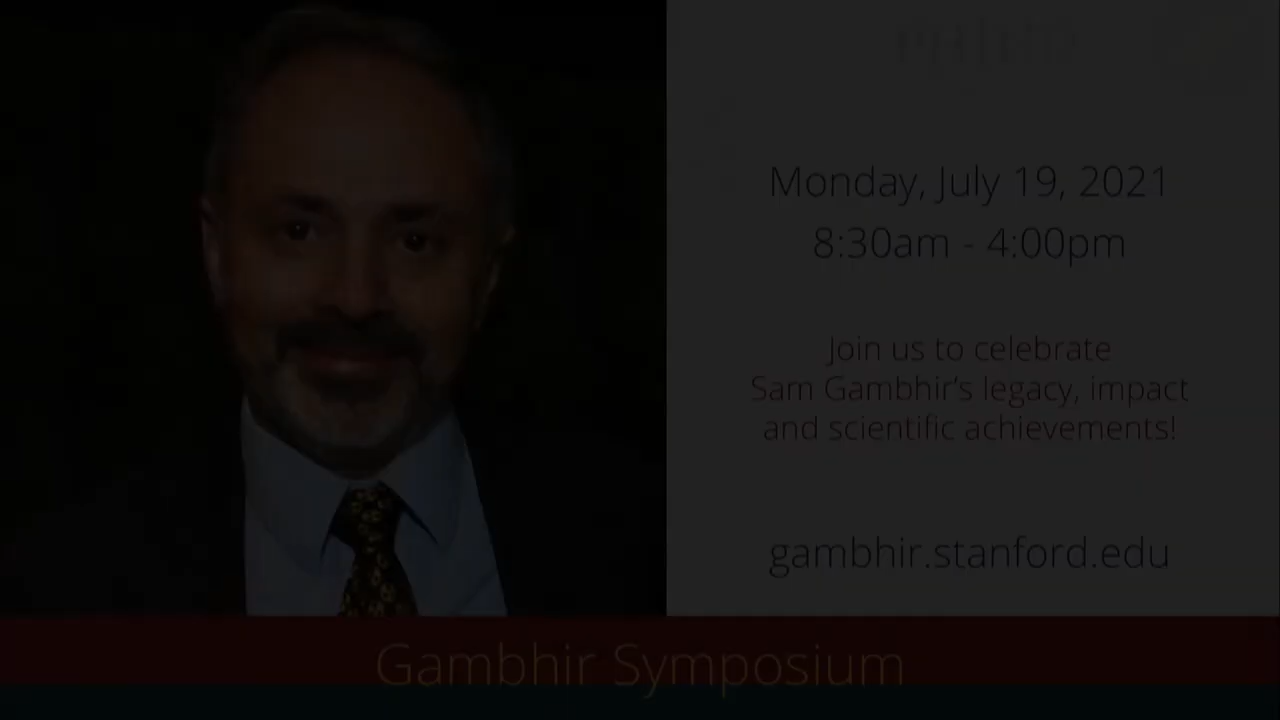 Monday, July 19, 2021
8:30am - 4:00pm
Join us to celebrate
Sam Gambhir's legacy, impact
and scientific achievements!
gambhir.stanford.edu
Gambhir Symposium